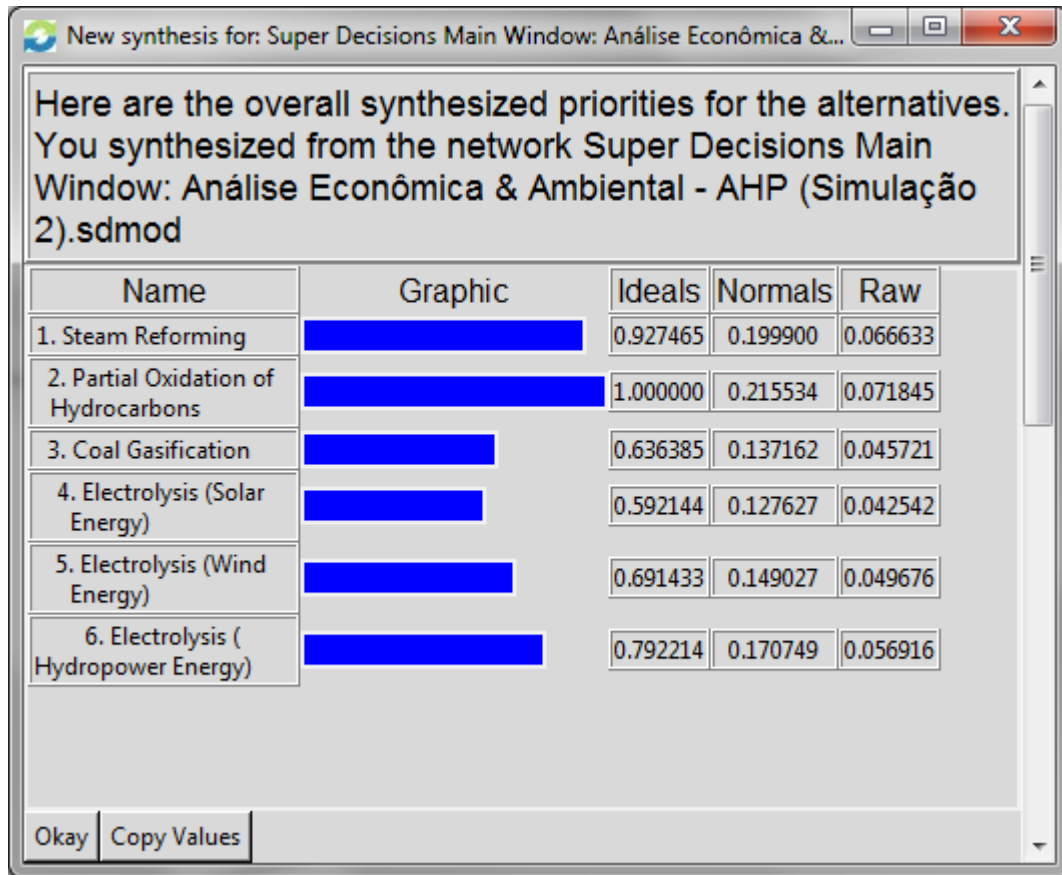 New synthesis for: Super Decisions Main Window: Análise Econômica &...
Here are the overall synthesized priorities for the alternatives.
You synthesized from the network Super Decisions Main
Window: Análise Econômica & Ambiental - AHP (Simulação
2).sdmod
Name Graphic Ideals Normals Raw
1. Steam Reforming 0.927465 0.199900 0.066633
2. Partial Oxidation of
Hydrocarbons 1.000000 0.215534 0.071845
3. Coal Gasification 0.636385 0.137162 0.045721
4. Electrolysis (Solar
Energy) 0.592144 0.127627 0.042542
5. Electrolysis (Wind
Energy) 0.691433 0.149027 0.049676
6. Electrolysis (
Hydropower Energy) 0.792214 0.170749 0.056916
Okay Copy Values